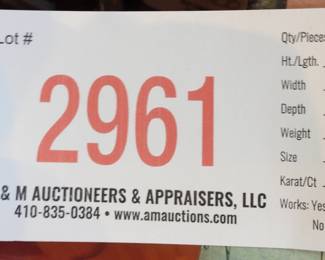 Lot #
2961
& M AUCTIONEERS & APPRAISERS, LLC
410-835-0384 • www.amauctions.com
Qty/Pieces
Ht./Lgth.
Width
Depth
Weight
Size
Karat/Ct
Works: Yes
No